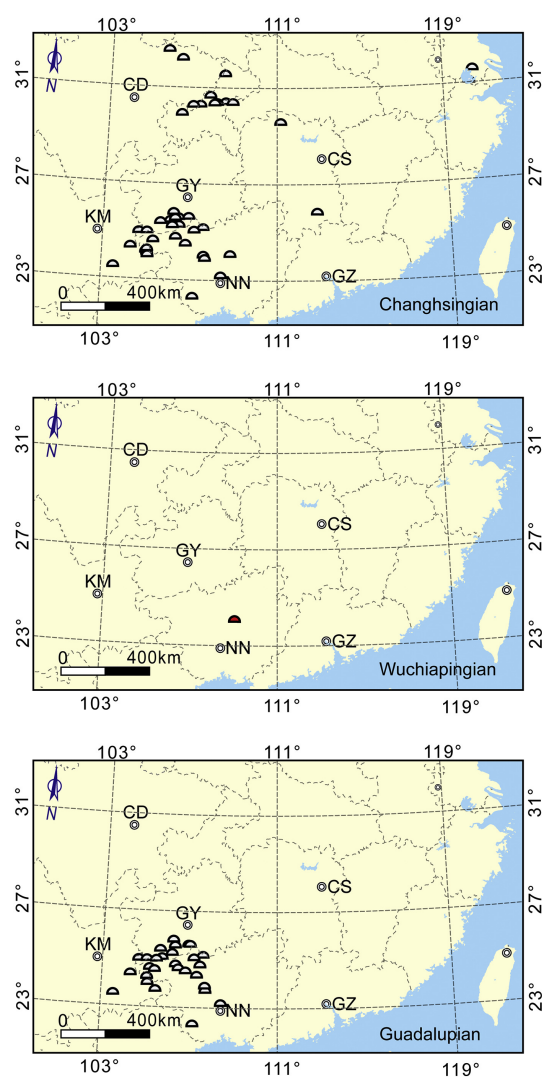 103° 111° 119°
31° 31°
CD
N
CS
27° 27°
GY
KM
23° 23°
NN GZ
0 400km
Changhsingian
103° 111° 119°
103° 111° 119°
31° 31°
CD
N
CS
27° 27°
GY
KM
23° 23°
NN GZ
0 400km
Wuchiapingian
103° 111° 119°
103° 111° 119°
31° 31°
CD
N
CS
27° 27°
GY
KM
23° 23°
NN GZ
0 400km
Guadalupian
103° 111° 119°